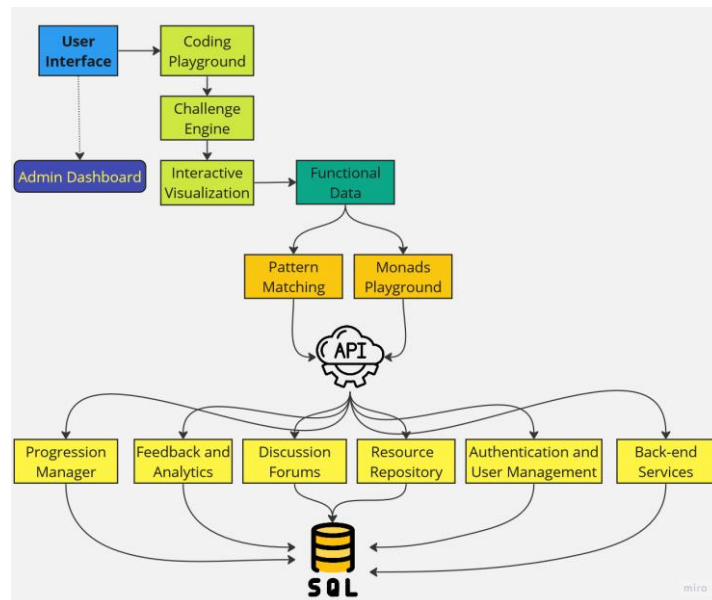 User
Interface
Coding
Playground
Challenge
Engine
Admin Dashboard
Interactive
Visualization
Functional
Data
Pattern
Matching
Monads
Playground
API
Progression
Manager
Feedback and
Analytics
Discussion
Forums
Resource
Repository
Authentication and
User Management
Back-end
Services
SQL
miro